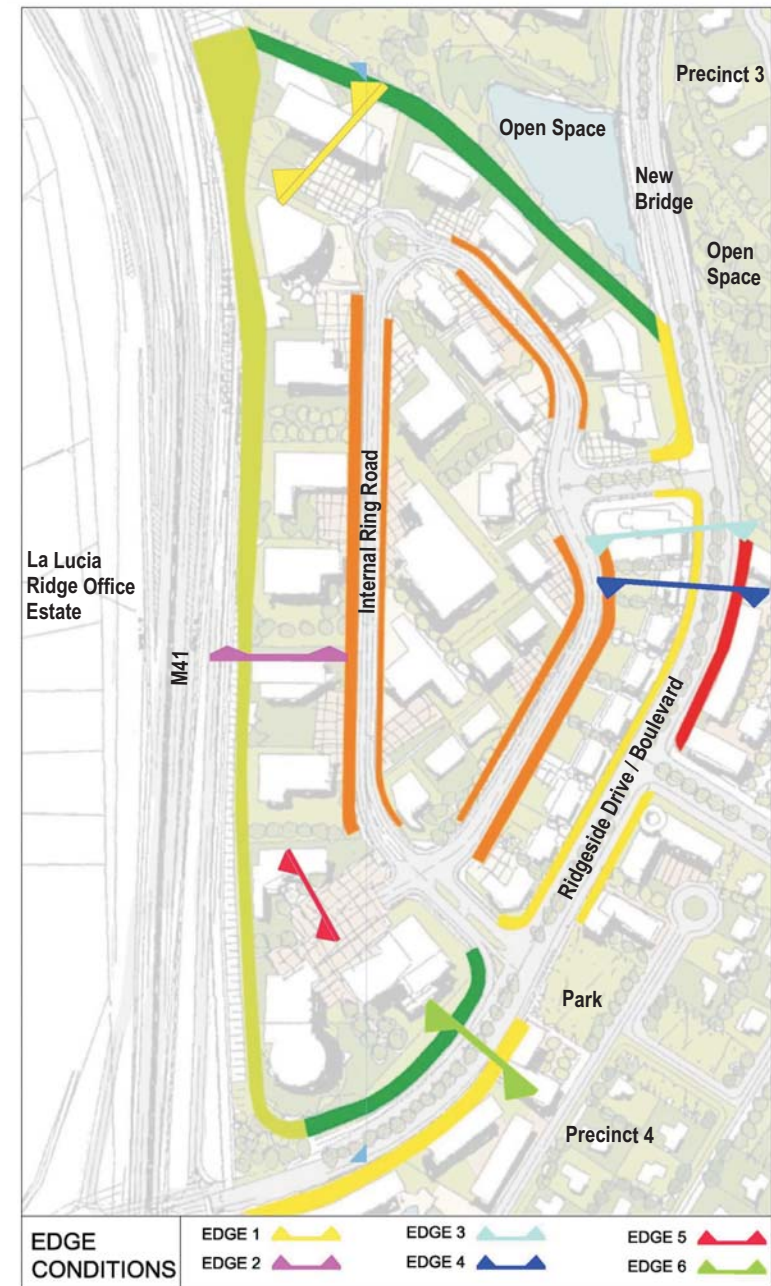 Precinct 3
Open Space
New
Bridge
Open
Space
Internal Ring Road
La Lucia
Ridge Office
Estate
M41
Ridgeside Drive / Boulevard
Park
Precinct 4
EDGE
CONDITIONS
EDGE 1
EDGE 3
EDGE 5
EDGE 2
EDGE 4
EDGE 6